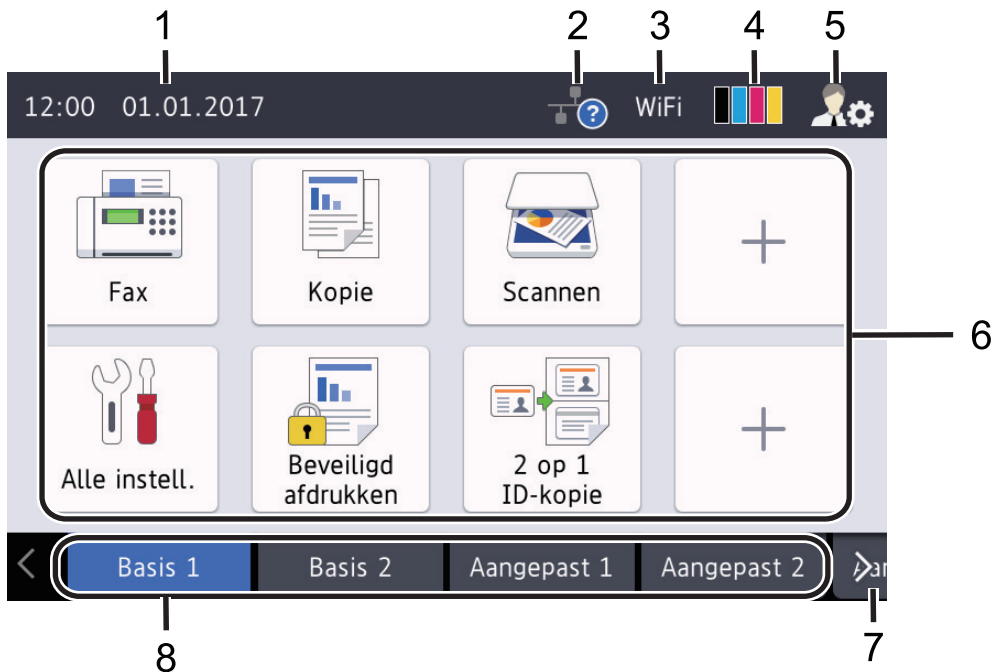 1 2 3 4 5
12:00 01.01.2017 ? WiFi
Fax Kopie Scannen +
6
Alle instell. Beveiligd afdrukken 2 op 1 ID-kopie +
Basis 1 Basis 2 Aangepast 1 Aangepast 2
8 7